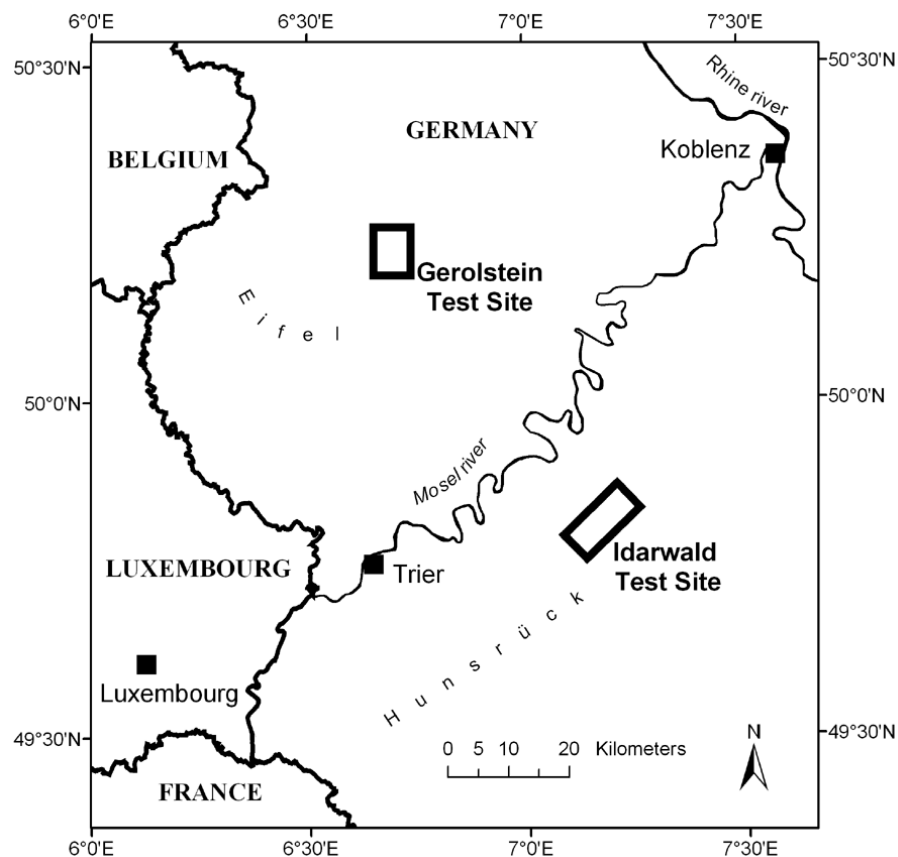 6°0'E 6°30'E 7°0'E 7°30'E
50°30'N 50°30'N
Rhine river
GERMANY
Koblenz
BELGIUM
Gerolstein
Test Site
Eifel
50°0'N 50°0'N
Mosel river
Idarwald
Test Site
LUXEMBOURG
Trier
Hunsrück
Luxembourg
49°30'N 49°30'N
N
0 5 10 20 Kilometers
FRANCE
6°0'E 6°30'E 7°0'E 7°30'E